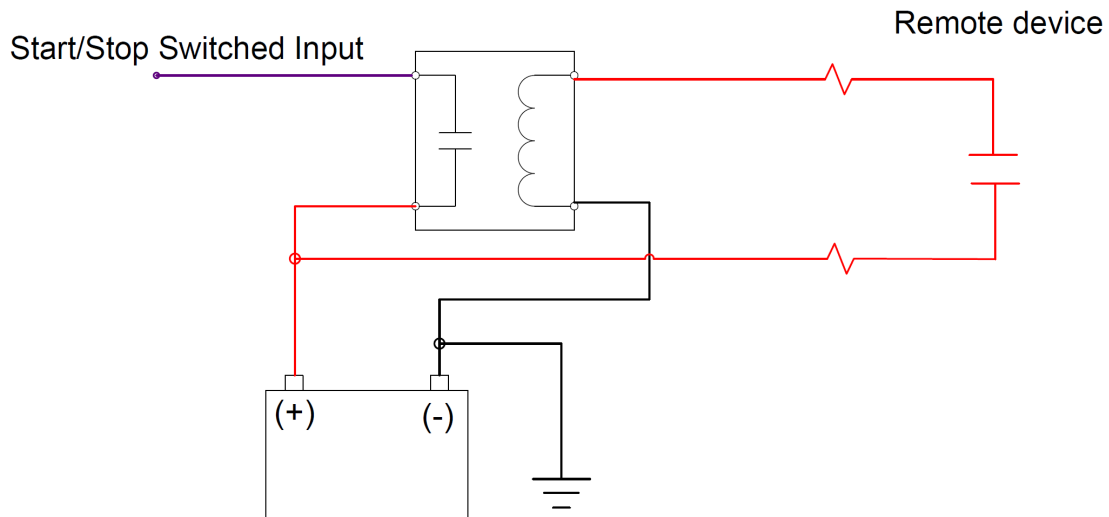 Remote device
Start/Stop Switched Input
(+)
(-)